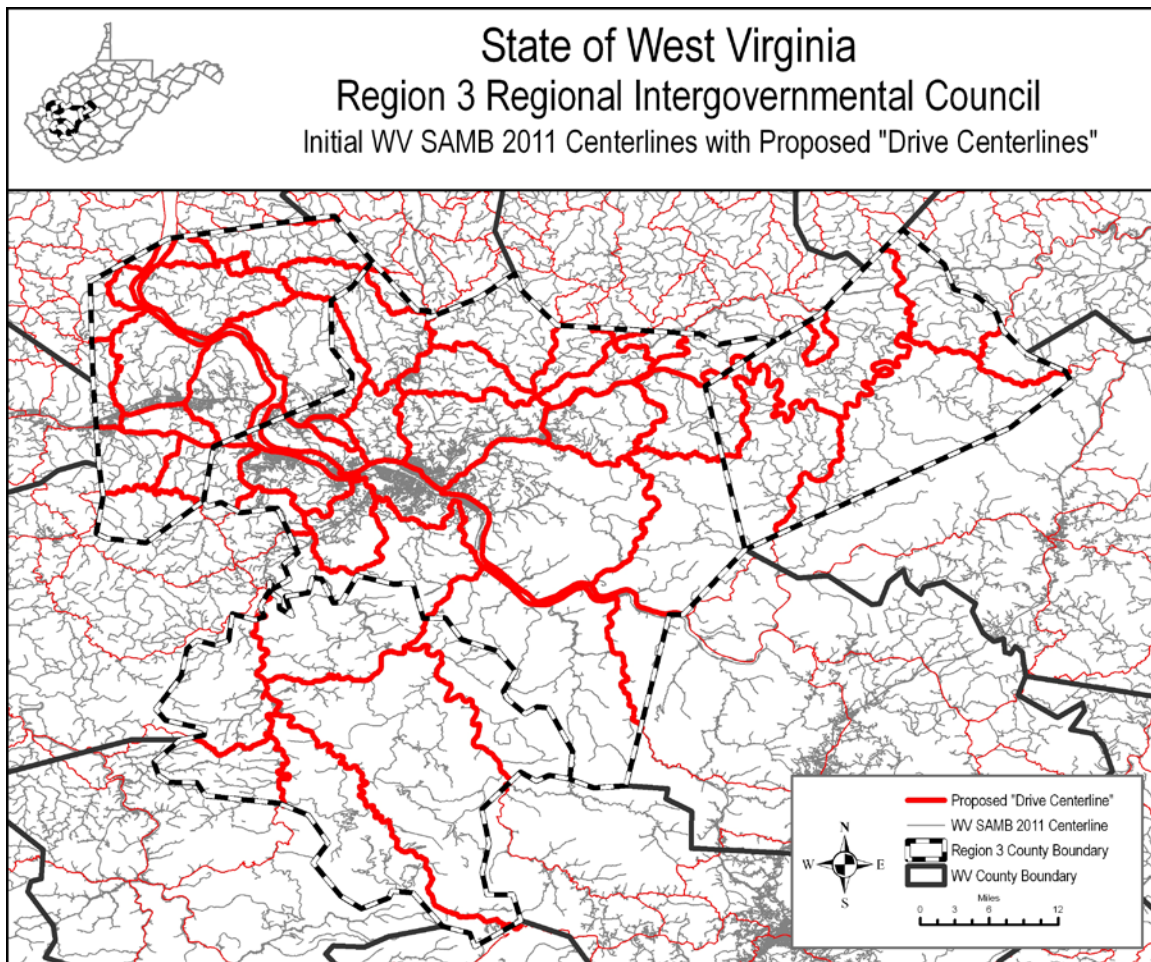 State of West Virginia
Region 3 Regional Intergovernmental Council
Initial WV SAMB 2011 Centerlines with Proposed "Drive Centerlines"
Proposed "Drive Centerline"
WV SAMB 2011 Centerline
Region 3 County Boundary
WV County Boundary
N
W E
S
Miles
0 3 6 12